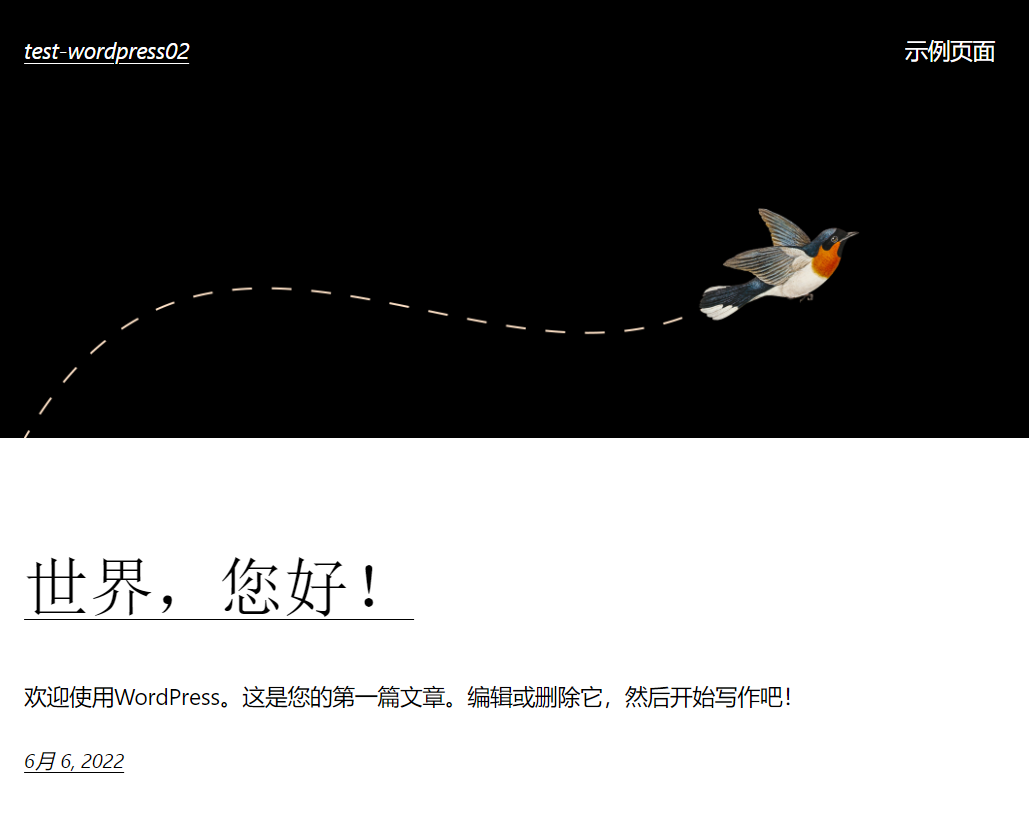 test-wordpress02
示例页面
世界，您好！
欢迎使用WordPress。这是您的第一篇文章。编辑或删除它，然后开始写作吧！
6月 6, 2022